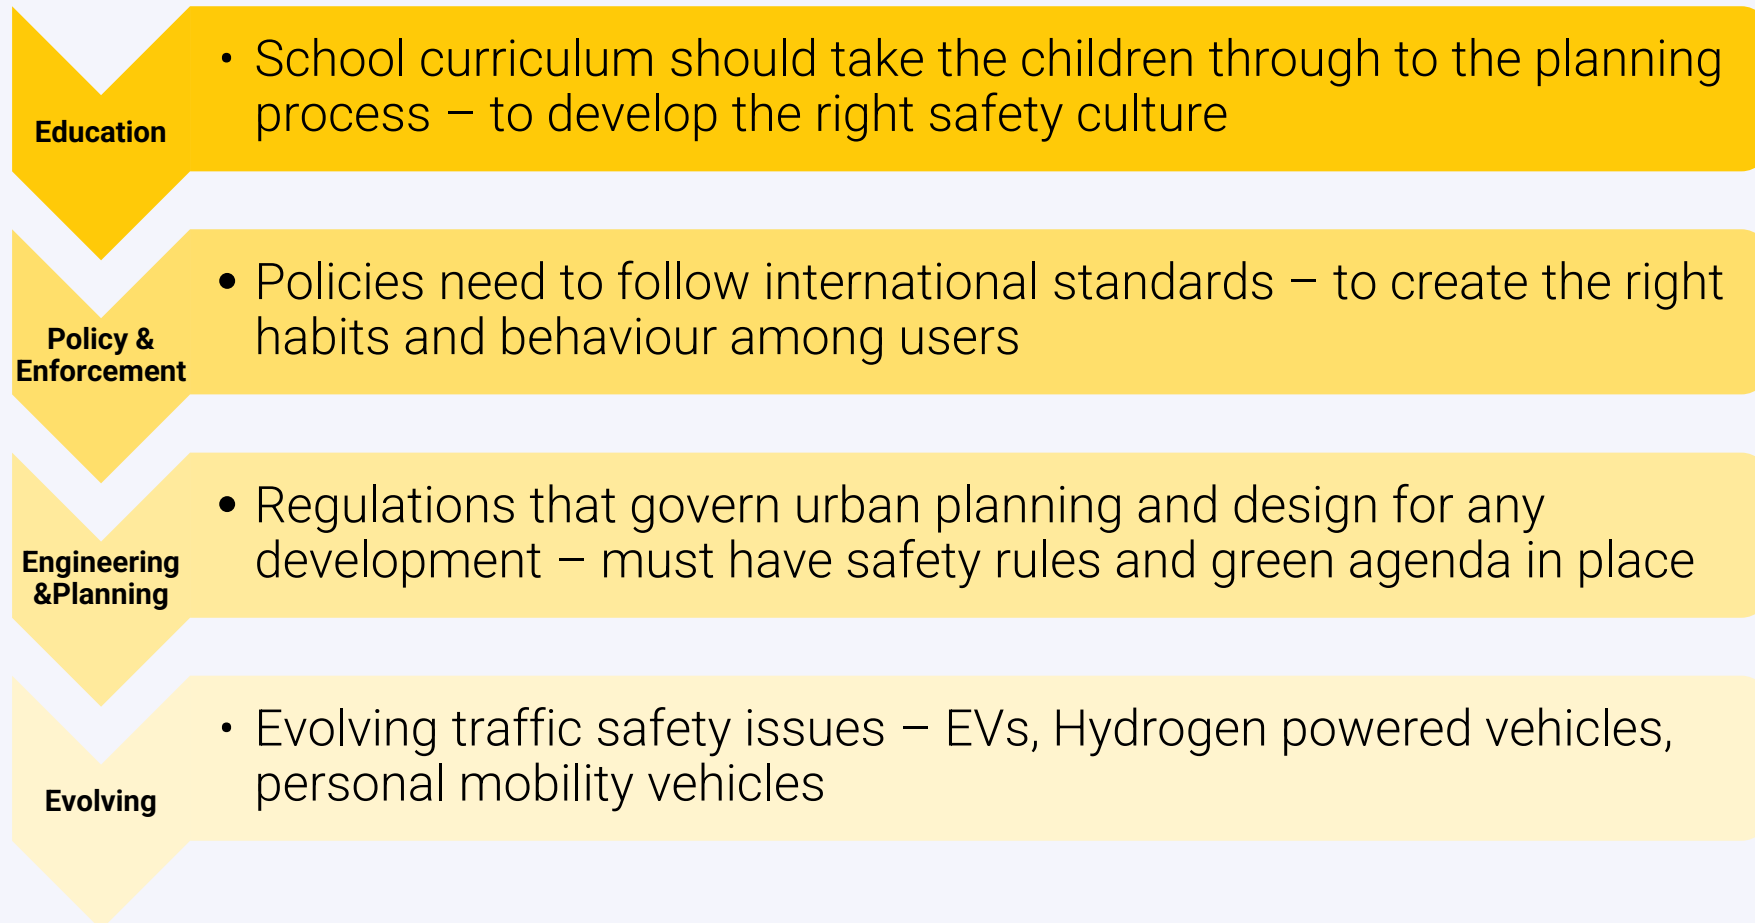 Education
• School curriculum should take the children through to the planning
process – to develop the right safety culture
Policy &
Enforcement
• Policies need to follow international standards – to create the right
habits and behaviour among users
Engineering
&Planning
• Regulations that govern urban planning and design for any
development – must have safety rules and green agenda in place
Evolving
• Evolving traffic safety issues – EVs, Hydrogen powered vehicles,
personal mobility vehicles